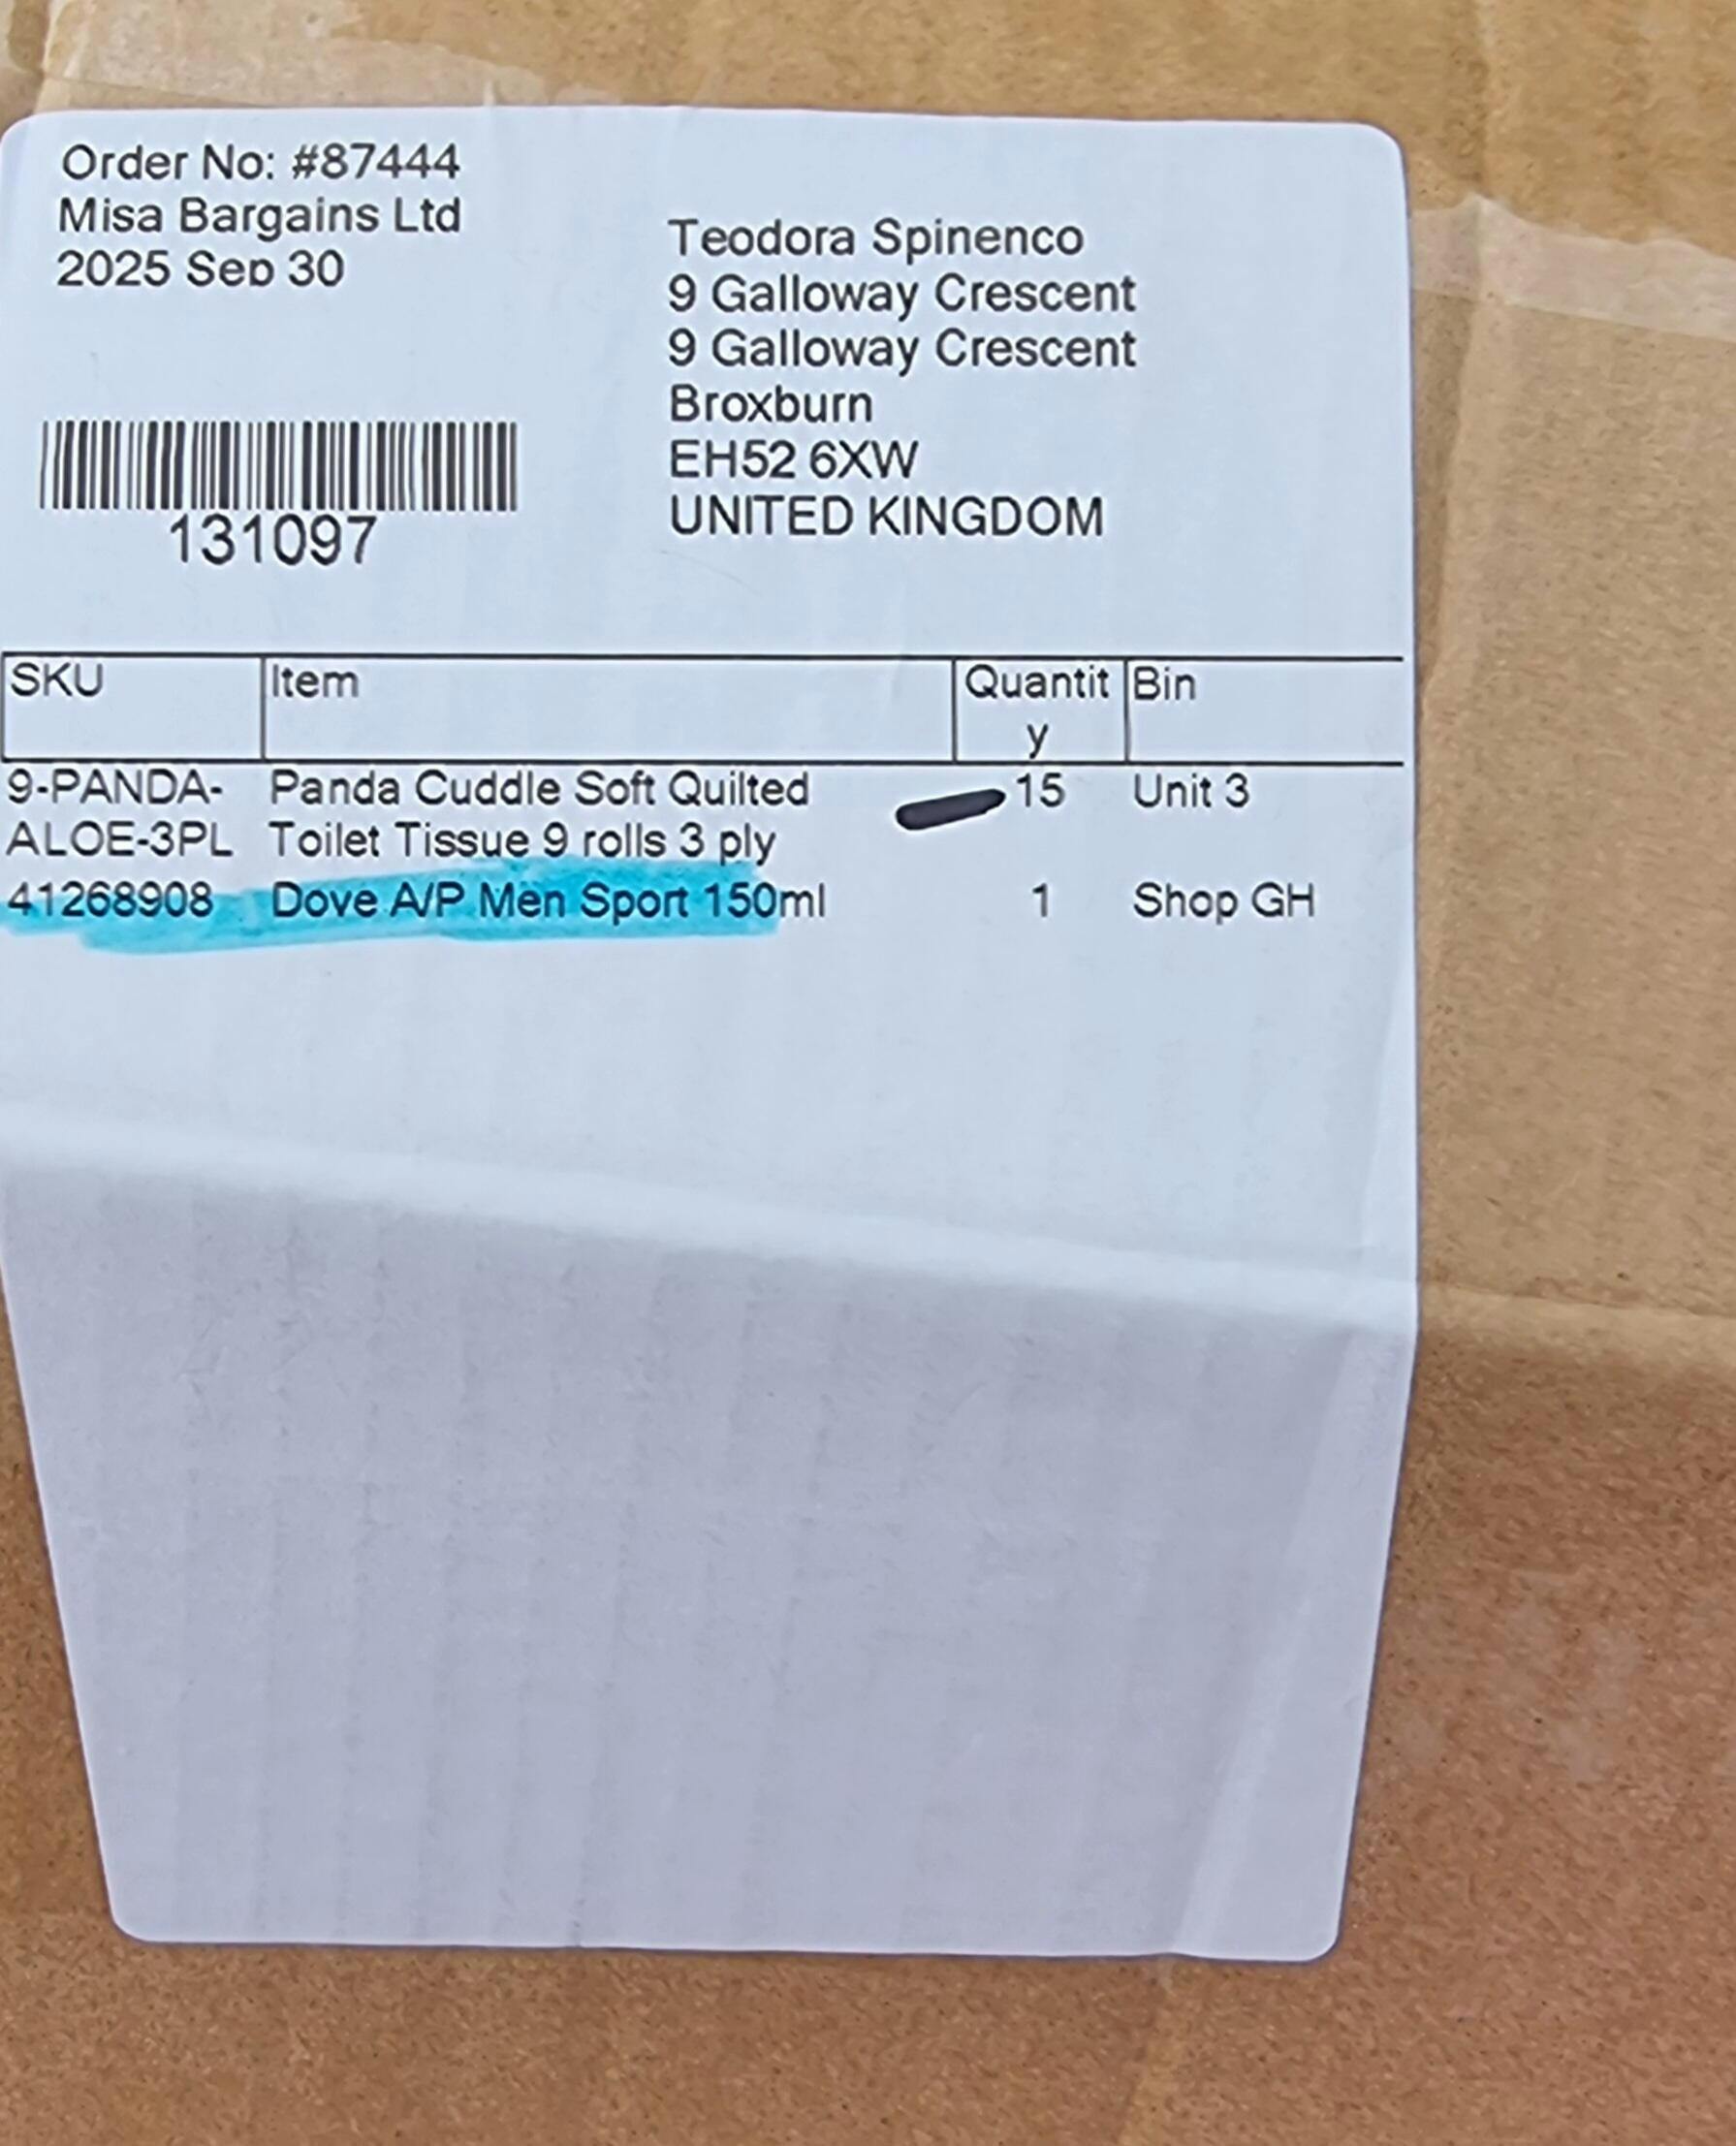 Order No: #87444
Misa Bargains Ltd
2025 Sep 30
Teodora Spinenco
9 Galloway Crescent
9 Galloway Crescent
Broxburn
EH52 6XW
UNITED KINGDOM
131097
SKU Item Quantit Bin
y
9-PANDA- Panda Cuddle Soft Quilted 15 Unit 3
ALOE-3PL Toilet Tissue 9 rolls 3 ply
41268908 Dove A/P Men Sport 150ml 1 Shop GH